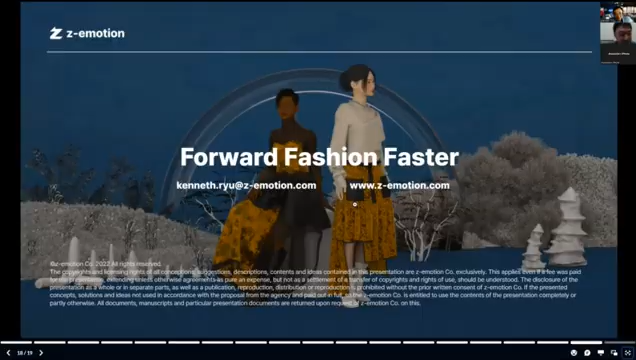 z-emotion
Forward Fashion Faster
kenneth.ryu@z-emotion.com
www.z-emotion.com
©z-emotion Co. 2022 All rights reserved.
The copyrights and licensing rights of all conceptions, suggestions, descriptions, contents and ideas contained in this presentation are z-emotion Co. exclusively. This applies even if a fee was paid
for the presentation, extending unless otherwise agreements as pure an expense, but not as a settlement of a transfer of copyrights and rights of use, should be understood. The disclosure of the
presentation as a whole or in separate parts, as well as a publication, reproduction, distribution or reproduction is prohibited without the prior written consent of z-emotion Co. If the presented
concepts, solutions and ideas not used in accordance with the proposal from the agency and paid out in full, so the z-emotion Co. is entitled to use the contents of the presentation completely or
partly otherwise. All documents, manuscripts and particular presentation documents are returned upon request of z-emotion Co. on this.
18 / 19